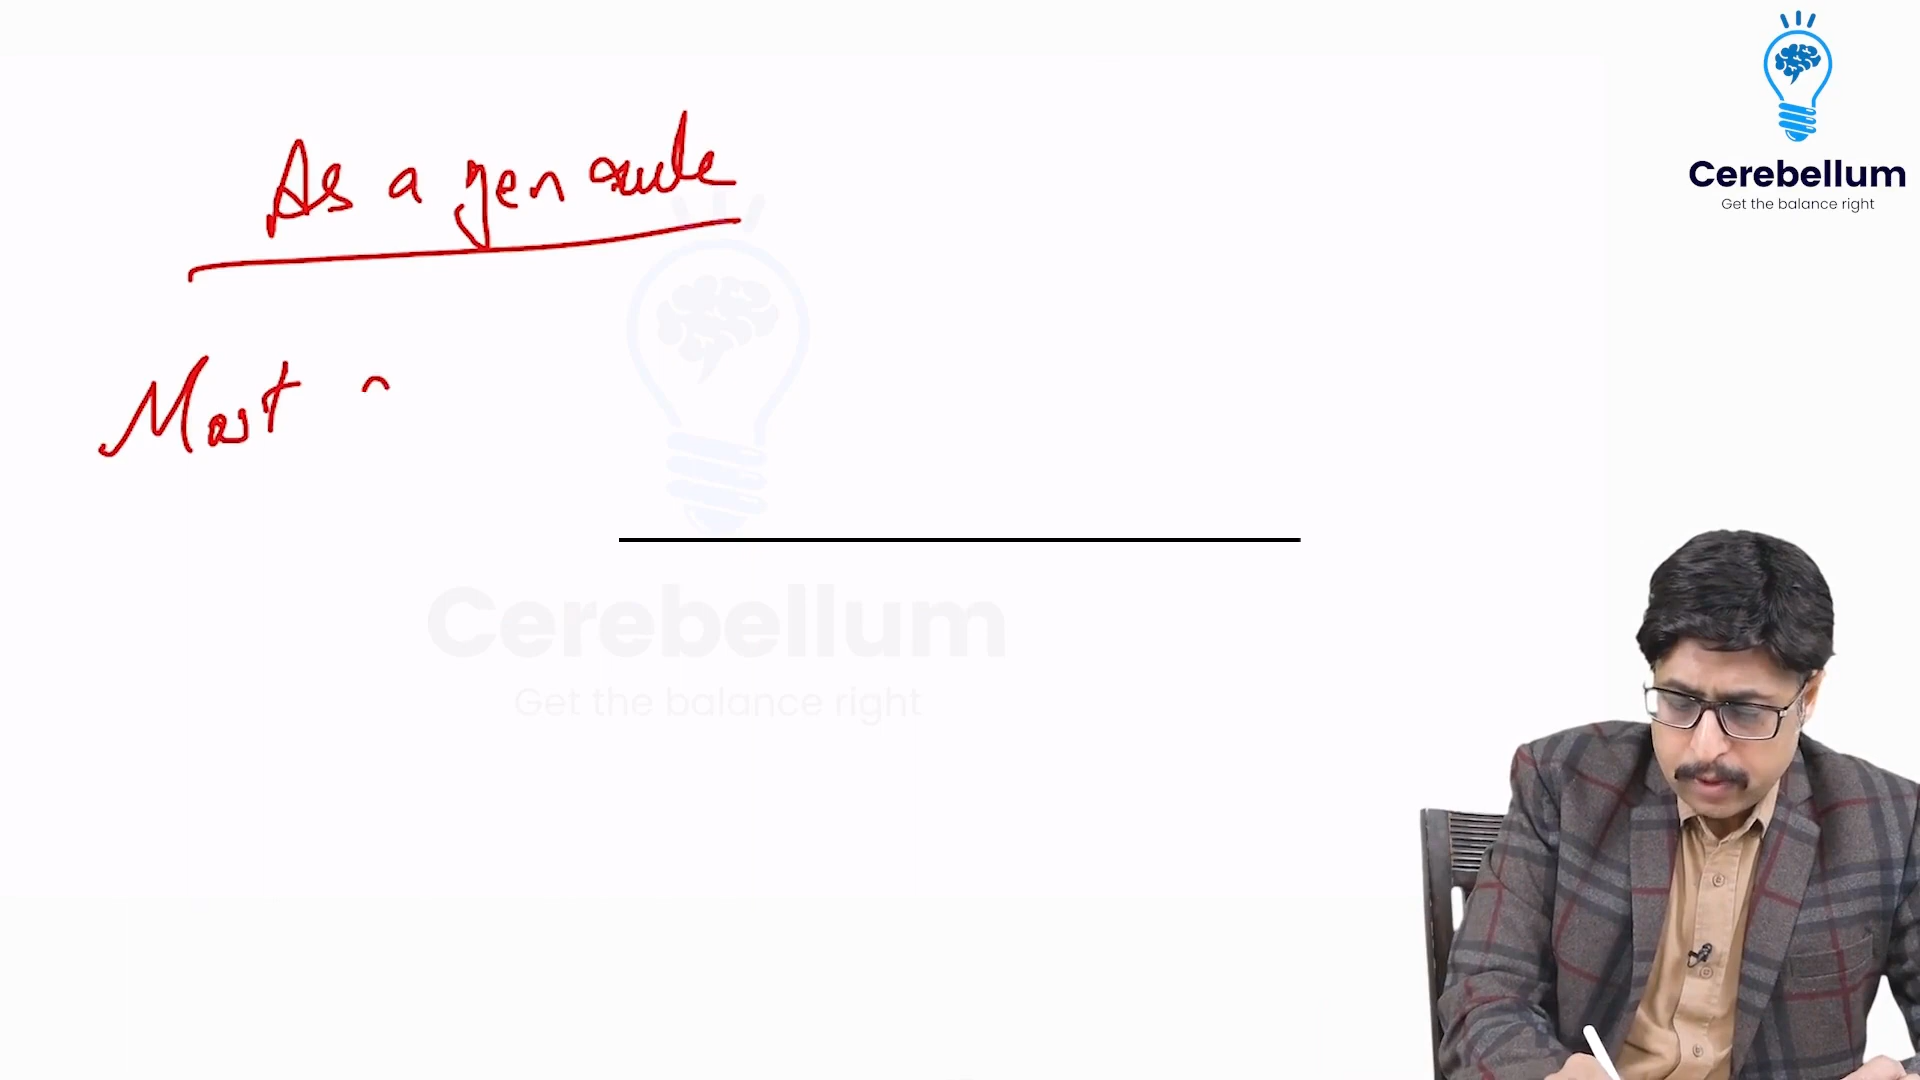 Cerebellum
Get the balance right
As a gen rule
Most
Cerebellum
Get the balance right